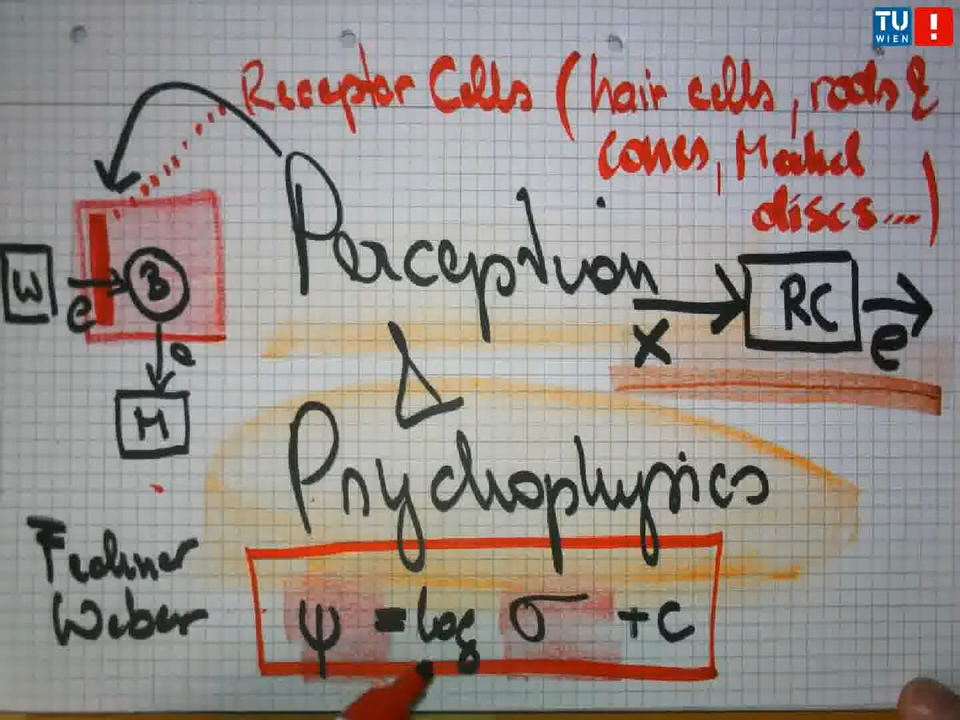 TU WIEN !
Receptor Cells (hair cells, rods &
cones, Merkel
discs...)
Perception
W
e
B
e
M
x
RC
e
&
Psychophysics
Fechner
Weber
ψ = log σ + c